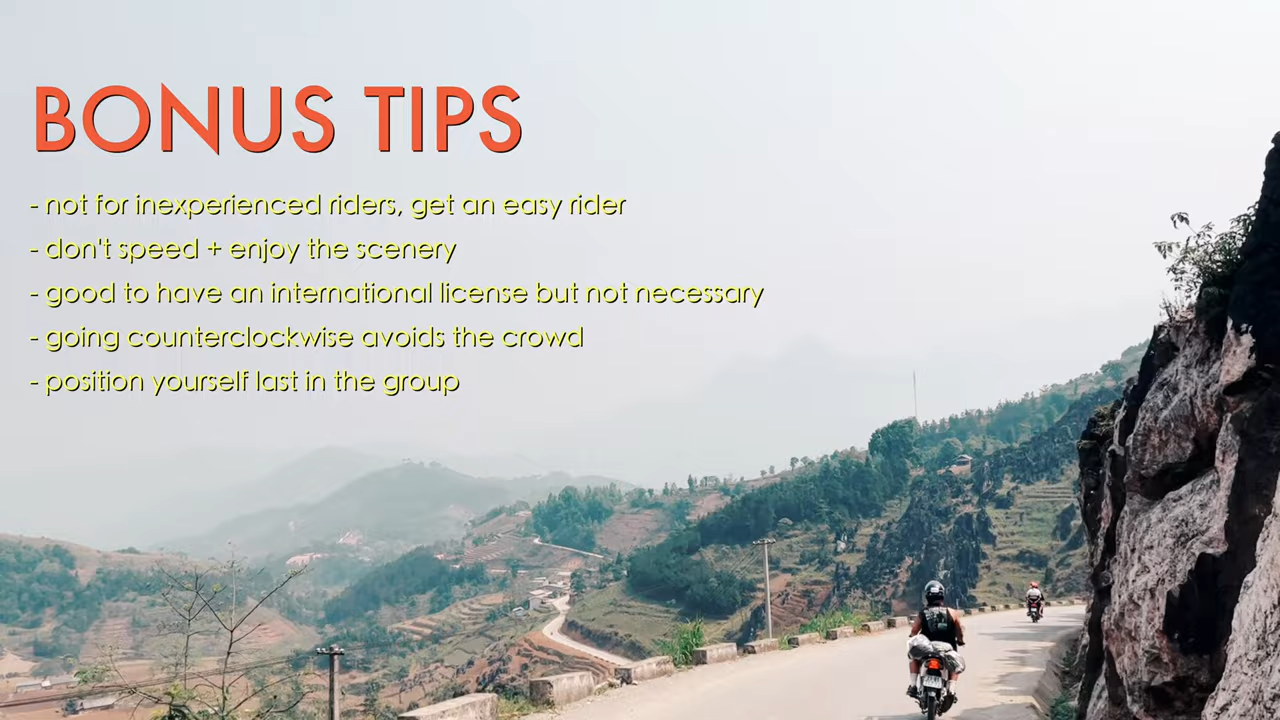 BONUS TIPS
- not for inexperienced riders, get an easy rider
- don't speed + enjoy the scenery
- good to have an international license but not necessary
- going counterclockwise avoids the crowd
- position yourself last in the group